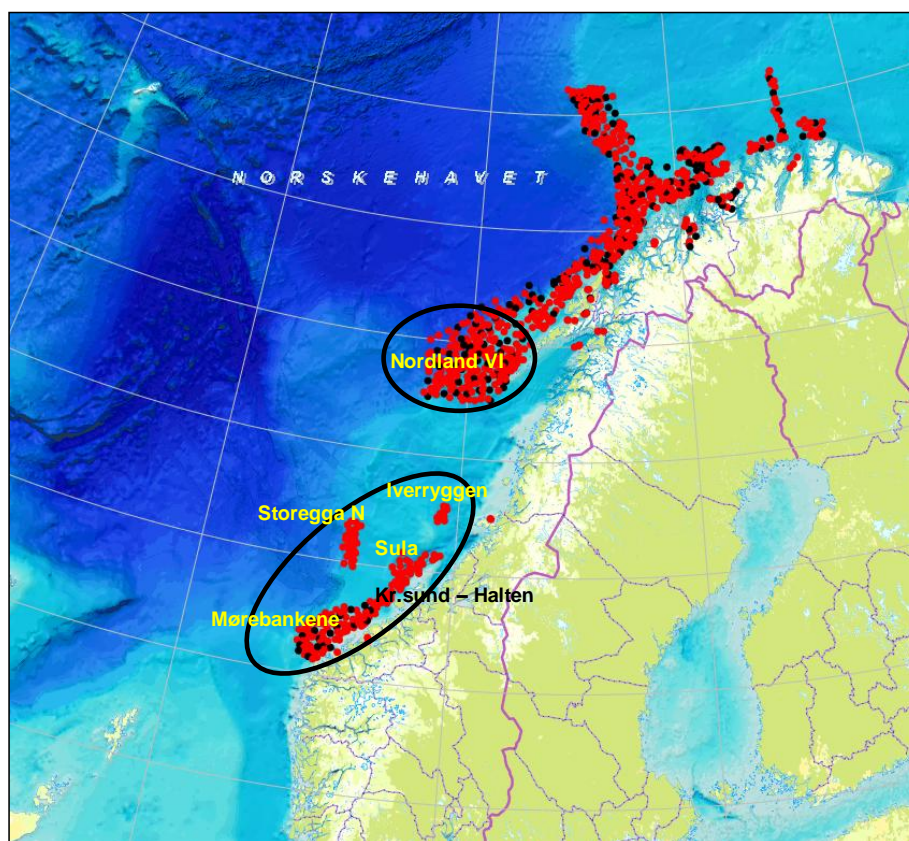 NORSKEHAVET
Nordland VI
Iverryggen
Storegga N
Sula
Kr.sund – Halten
Mørebankene